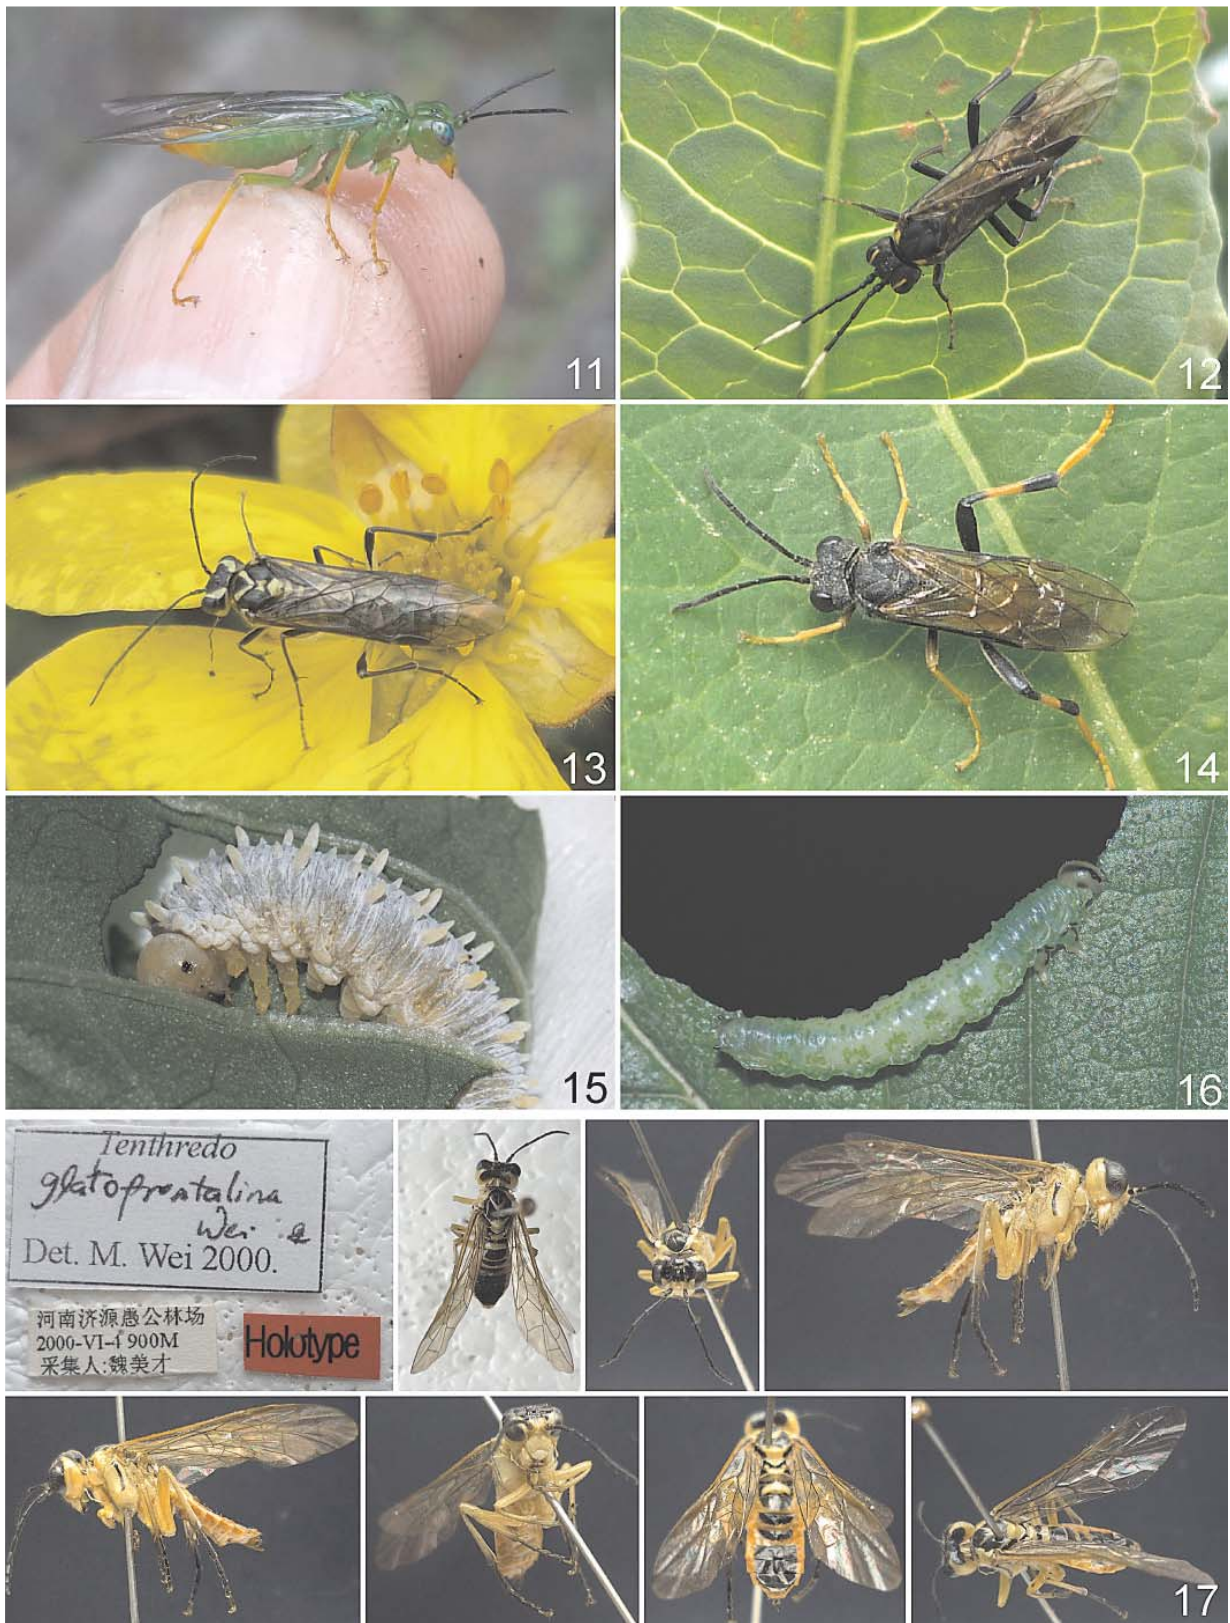 11
12
13
14
15
16
Tenthredo
glatofrontalina
Wei ♀
Det. M. Wei 2000.
河南济源愚公林场
2000-VI-4 900M
采集人:魏美才
Holotype
17